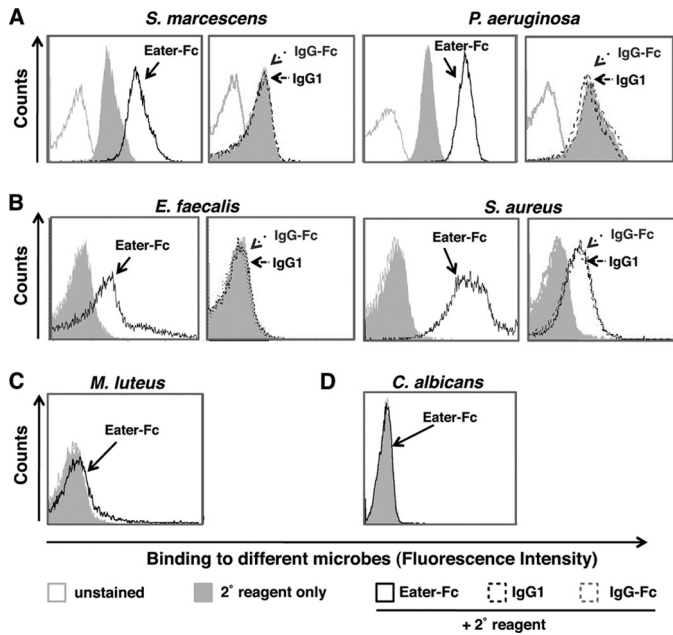 A
S. marcescens
P. aeruginosa
Counts
Eater-Fc
IgG-Fc
IgG1
Eater-Fc
IgG-Fc
IgG1
B
E. faecalis
S. aureus
Counts
Eater-Fc
IgG-Fc
IgG1
Eater-Fc
IgG-Fc
IgG1
C
M. luteus
D
C. albicans
Counts
Eater-Fc
Eater-Fc
Binding to different microbes (Fluorescence Intensity)
unstained
2° reagent only
Eater-Fc
IgG1
IgG-Fc
+ 2° reagent